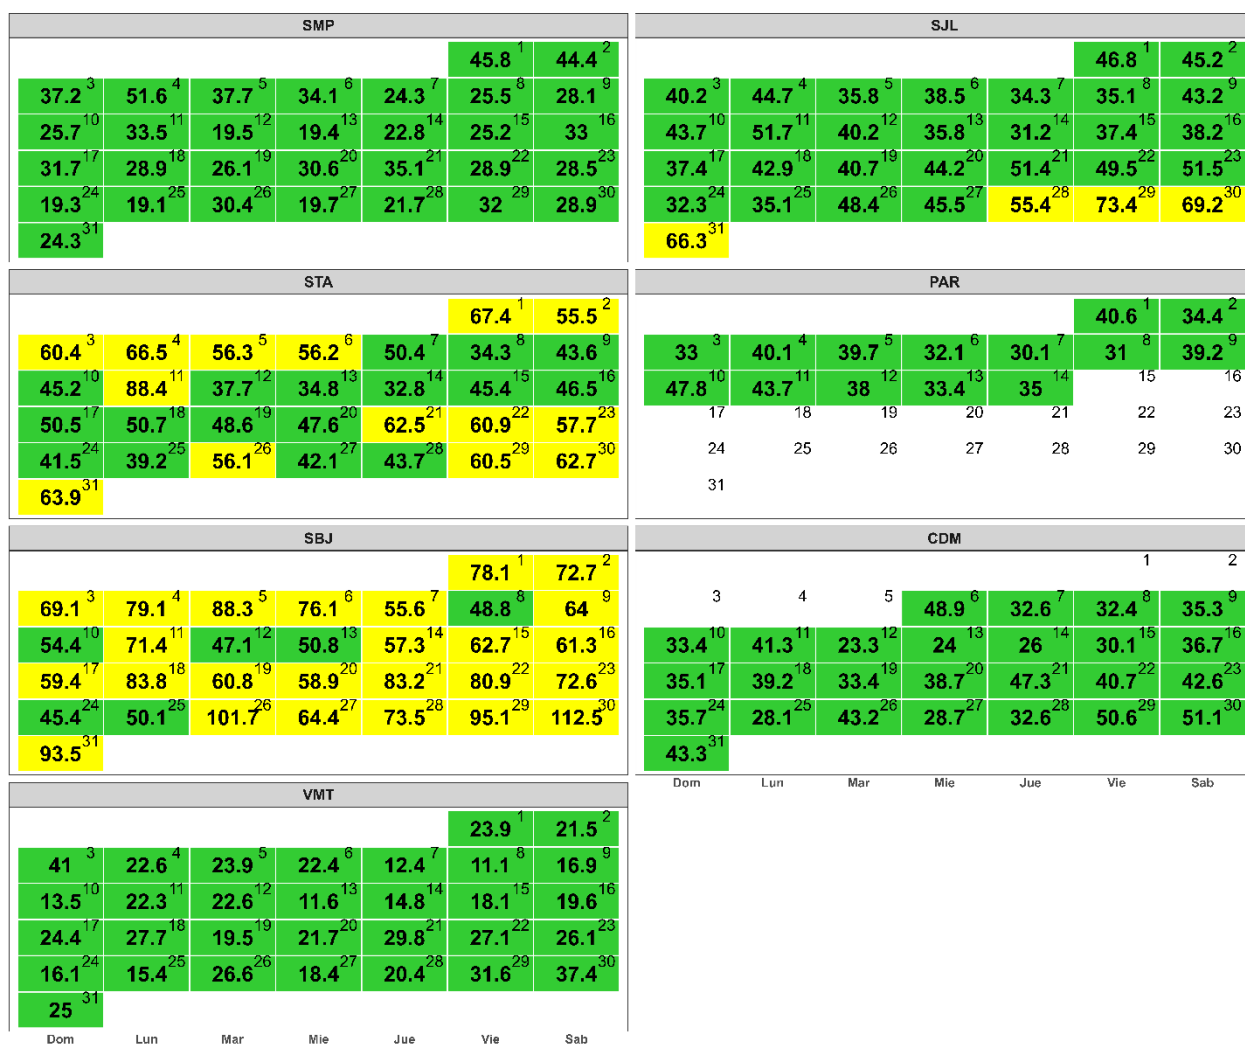 SMP
45.8 1 44.4 2
37.2 3 51.6 4 37.7 5 34.1 6 24.3 7 25.5 8 28.1 9
25.7 10 33.5 11 19.5 12 19.4 13 22.8 14 25.2 15 33 16
31.7 17 28.9 18 26.1 19 30.6 20 35.1 21 28.9 22 28.5 23
19.3 24 19.1 25 30.4 26 19.7 27 21.7 28 32 29 28.9 30
24.3 31
SJL
46.8 1 45.2 2
40.2 3 44.7 4 35.8 5 38.5 6 34.3 7 35.1 8 43.2 9
43.7 10 51.7 11 40.2 12 35.8 13 31.2 14 37.4 15 38.2 16
37.4 17 42.9 18 40.7 19 44.2 20 51.4 21 49.5 22 51.5 23
32.3 24 35.1 25 48.4 26 45.5 27 55.4 28 73.4 29 69.2 30
66.3 31
STA
67.4 1 55.5 2
60.4 3 66.5 4 56.3 5 56.2 6 50.4 7 34.3 8 43.6 9
45.2 10 88.4 11 37.7 12 34.8 13 32.8 14 45.4 15 46.5 16
50.5 17 50.7 18 48.6 19 47.6 20 62.5 21 60.9 22 57.7 23
41.5 24 39.2 25 56.1 26 42.1 27 43.7 28 60.5 29 62.7 30
63.9 31
PAR
40.6 1 34.4 2
33 3 40.1 4 39.7 5 32.1 6 30.1 7 31 8 39.2 9
47.8 10 43.7 11 38 12 33.4 13 35 14 15 16
17 18 19 20 21 22 23
24 25 26 27 28 29 30
31
SBJ
78.1 1 72.7 2
69.1 3 79.1 4 88.3 5 76.1 6 55.6 7 48.8 8 64 9
54.4 10 71.4 11 47.1 12 50.8 13 57.3 14 62.7 15 61.3 16
59.4 17 83.8 18 60.8 19 58.9 20 83.2 21 80.9 22 72.6 23
45.4 24 50.1 25 101.7 26 64.4 27 73.5 28 95.1 29 112.5 30
93.5 31
CDM
1 2
3 4 5 48.9 6 32.6 7 32.4 8 35.3 9
33.4 10 41.3 11 23.3 12 24 13 26 14 30.1 15 36.7 16
35.1 17 39.2 18 33.4 19 38.7 20 47.3 21 40.7 22 42.6 23
35.7 24 28.1 25 43.2 26 28.7 27 32.6 28 50.6 29 51.1 30
43.3 31
Dom Lun Mar Mie Jue Vie Sab
VMT
23.9 1 21.5 2
41 3 22.6 4 23.9 5 22.4 6 12.4 7 11.1 8 16.9 9
13.5 10 22.3 11 22.6 12 11.6 13 14.8 14 18.1 15 19.6 16
24.4 17 27.7 18 19.5 19 21.7 20 29.8 21 27.1 22 26.1 23
16.1 24 15.4 25 26.6 26 18.4 27 20.4 28 31.6 29 37.4 30
25 31
Dom Lun Mar Mie Jue Vie Sab